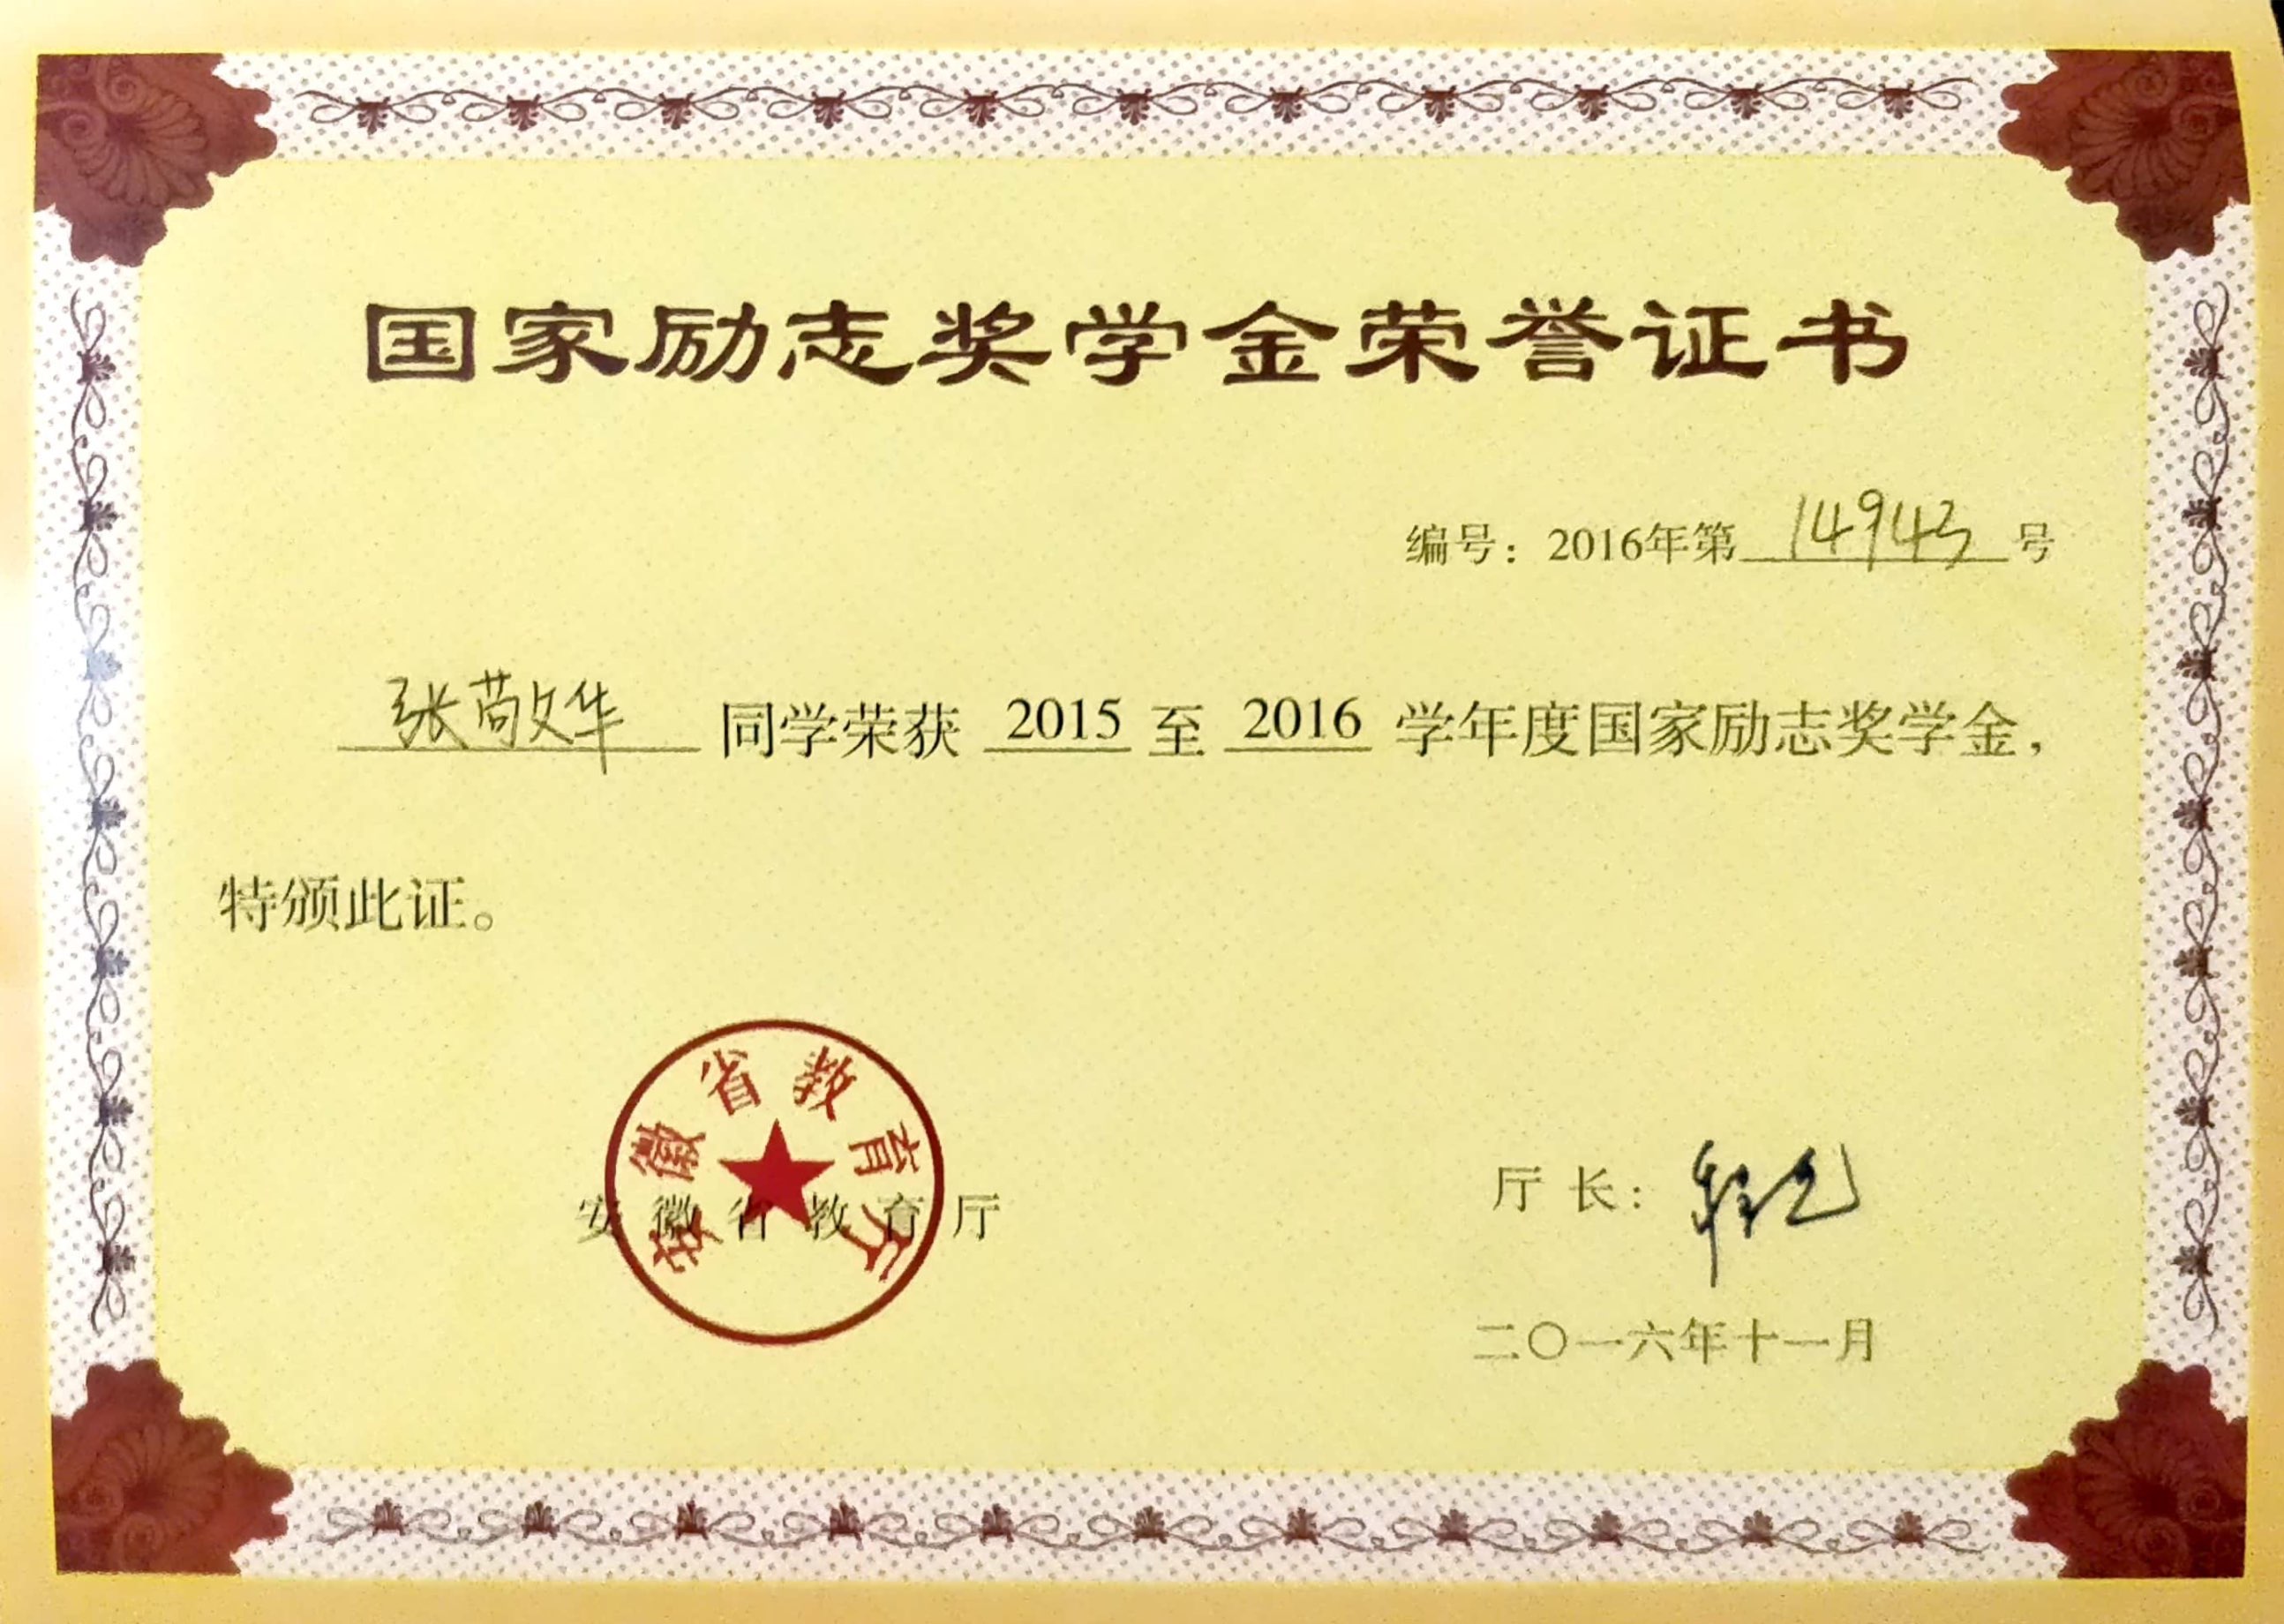 国家励志奖学金荣誉证书
编号：2016年第 14943 号
张敬华 同学荣获 2015 至 2016 学年度国家励志奖学金，
特颁此证。
安徽省教育厅
安徽省教育厅
厅长：程艺
二〇一六年十一月